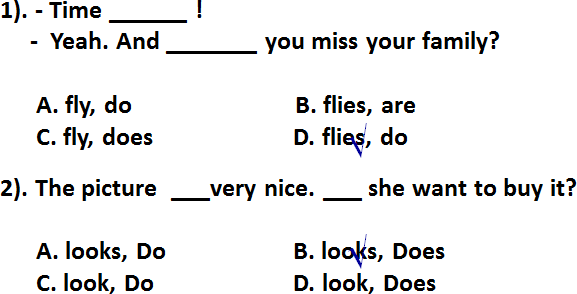 1). - Time _______ !
- Yeah. And ________ you miss your family?
A. fly, do B. flies, are
C. fly, does D. flies, do
2). The picture ___very nice. ___ she want to buy it?
A. looks, Do B. looks, Does
C. look, Do D. look, Does